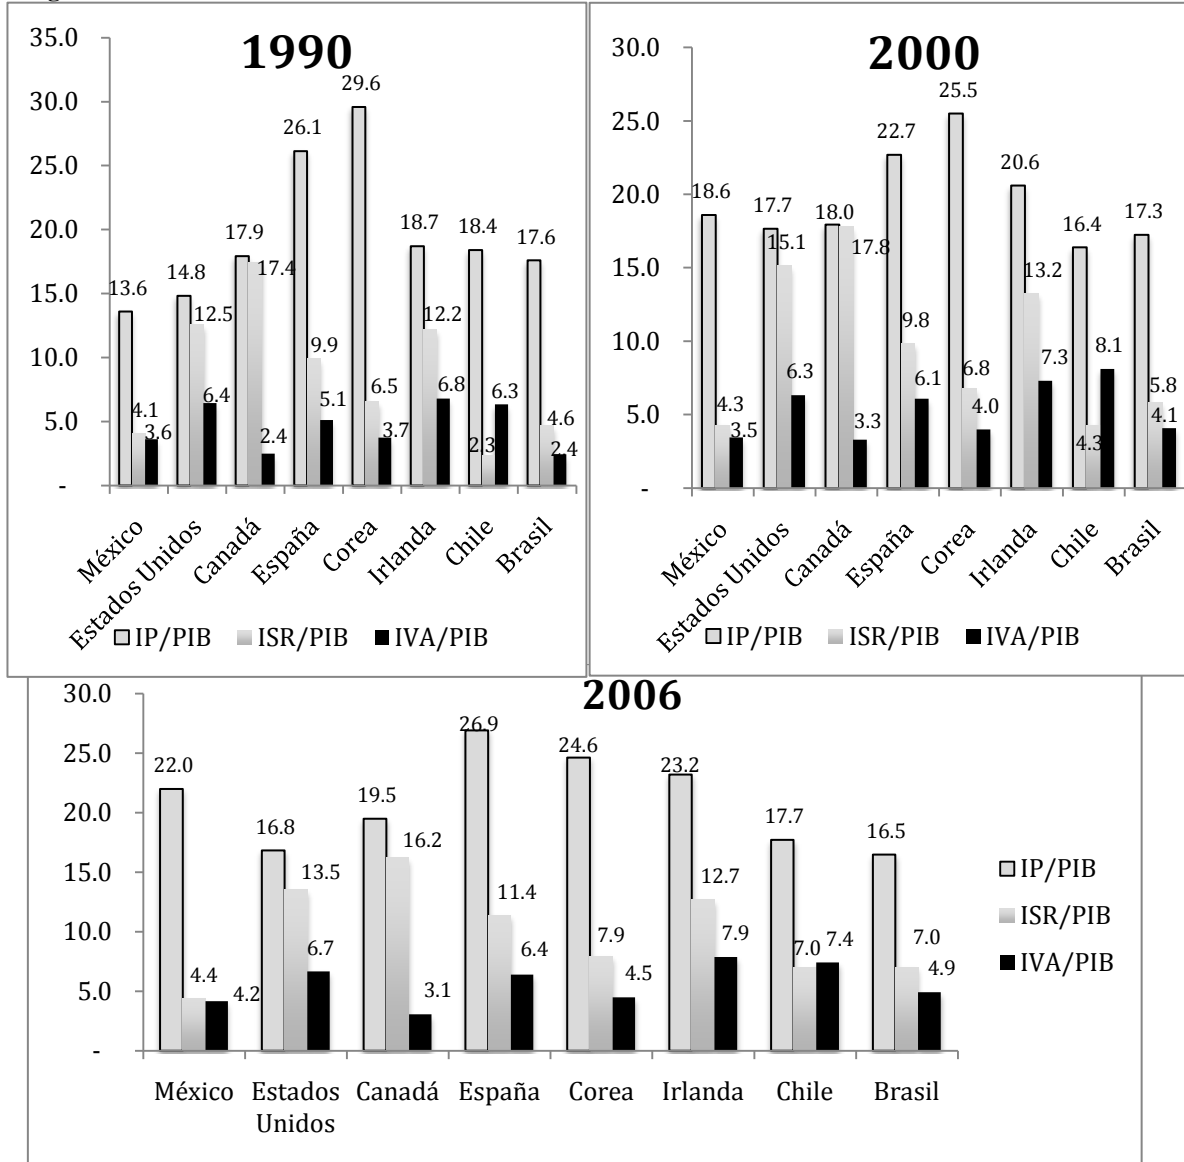 1990
35.0
30.0
25.0
20.0
15.0
10.0
5.0
-
13.6 4.1 3.6
14.8 12.5 6.4
17.9 17.4 2.4
26.1 9.9 5.1
29.6 6.5 3.7
18.7 12.2 6.8
18.4 2.3 6.3
17.6 4.6 2.4
México Estados Unidos Canadá España Corea Irlanda Chile Brasil
IP/PIB ISR/PIB IVA/PIB
2000
30.0
25.0
20.0
15.0
10.0
5.0
-
18.6 4.3 3.5
17.7 15.1 6.3
18.0 17.8 3.3
22.7 9.8 6.1
25.5 6.8 4.0
20.6 13.2 7.3
16.4 4.3 8.1
17.3 5.8 4.1
México Estados Unidos Canadá España Corea Irlanda Chile Brasil
IP/PIB ISR/PIB IVA/PIB
2006
30.0
25.0
20.0
15.0
10.0
5.0
-
22.0 4.4 4.2
16.8 13.5 6.7
19.5 16.2 3.1
26.9 11.4 6.4
24.6 7.9 4.5
23.2 12.7 7.9
17.7 7.0 7.4
16.5 7.0 4.9
México Estados Canadá España Corea Irlanda Chile Brasil
Unidos
IP/PIB
ISR/PIB
IVA/PIB